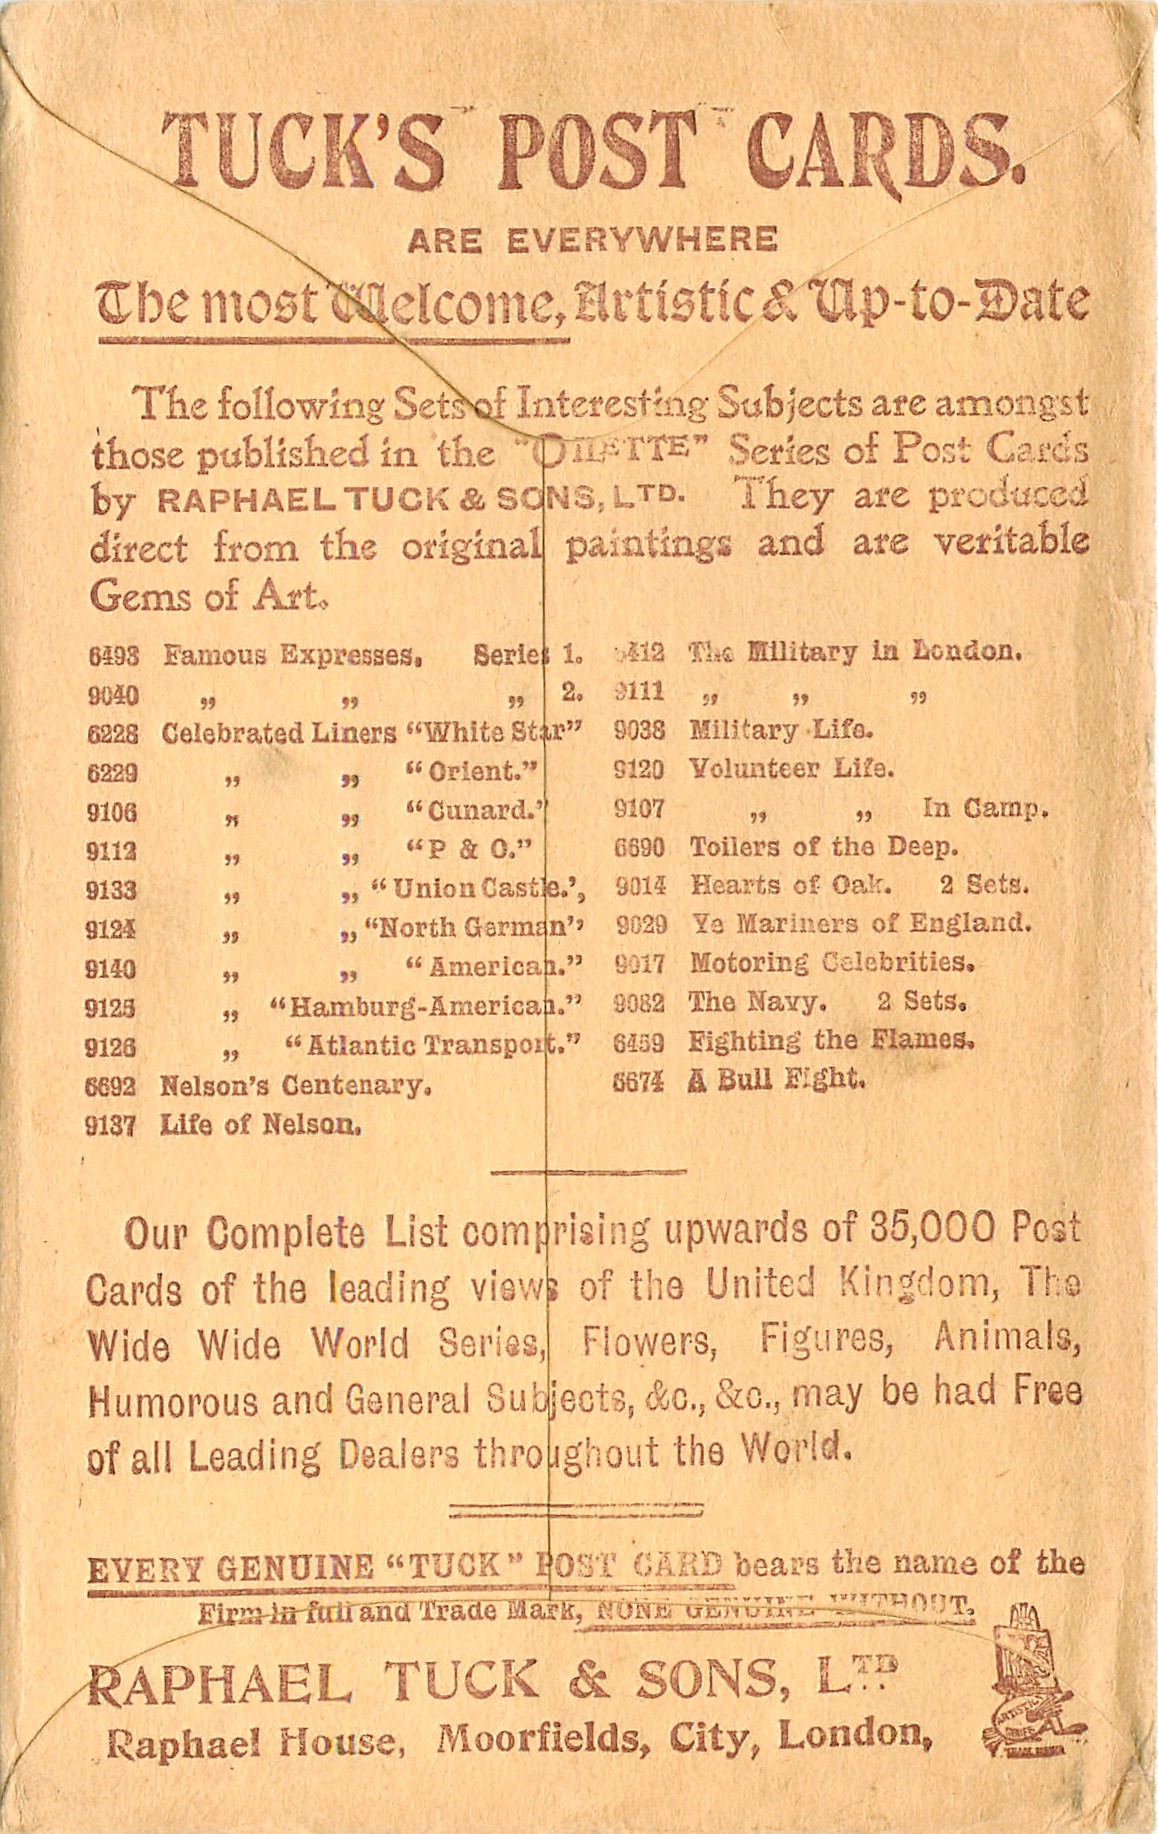 TUCK'S POST CARDS.
ARE EVERYWHERE
The most Welcome, Artistic & Up-to-Date
The following Sets of Interesting Subjects are amongst
those published in the "OILETTE" Series of Post Cards
by RAPHAEL TUCK & SONS, LTD. They are produced
direct from the original paintings and are veritable
Gems of Art.
6493 Famous Expresses. Series 1.
9040 „ „ „ 2.
6228 Celebrated Liners "White Star"
6229 „ „ "Orient."
9106 „ „ "Cunard."
9112 „ „ "P & O."
9133 „ „ "Union Castle.',
9124 „ „ "North German"
9140 „ „ "American."
9125 „ "Hamburg-American."
9126 „ "Atlantic Transport."
6692 Nelson's Centenary.
9137 Life of Nelson.
6412 The Military in London.
9111 „ „ „
9038 Military Life.
9120 Volunteer Life.
9107 „ „ In Camp.
6690 Toilers of the Deep.
9014 Hearts of Oak. 2 Sets.
9029 Ye Mariners of England.
9017 Motoring Celebrities.
9082 The Navy. 2 Sets.
6459 Fighting the Flames.
6674 A Bull Fight.
Our Complete List comprising upwards of 35,000 Post
Cards of the leading views of the United Kingdom, The
Wide Wide World Series, Flowers, Figures, Animals,
Humorous and General Subjects, &c., &c., may be had Free
of all Leading Dealers throughout the World.
EVERY GENUINE "TUCK" POST CARD bears the name of the
Firm in full and Trade Mark, NONE GENUINE WITHOUT.
RAPHAEL TUCK & SONS, LTD
Raphael House, Moorfields, City, London,
ARTISTIC
SERIES
TRADE MARK